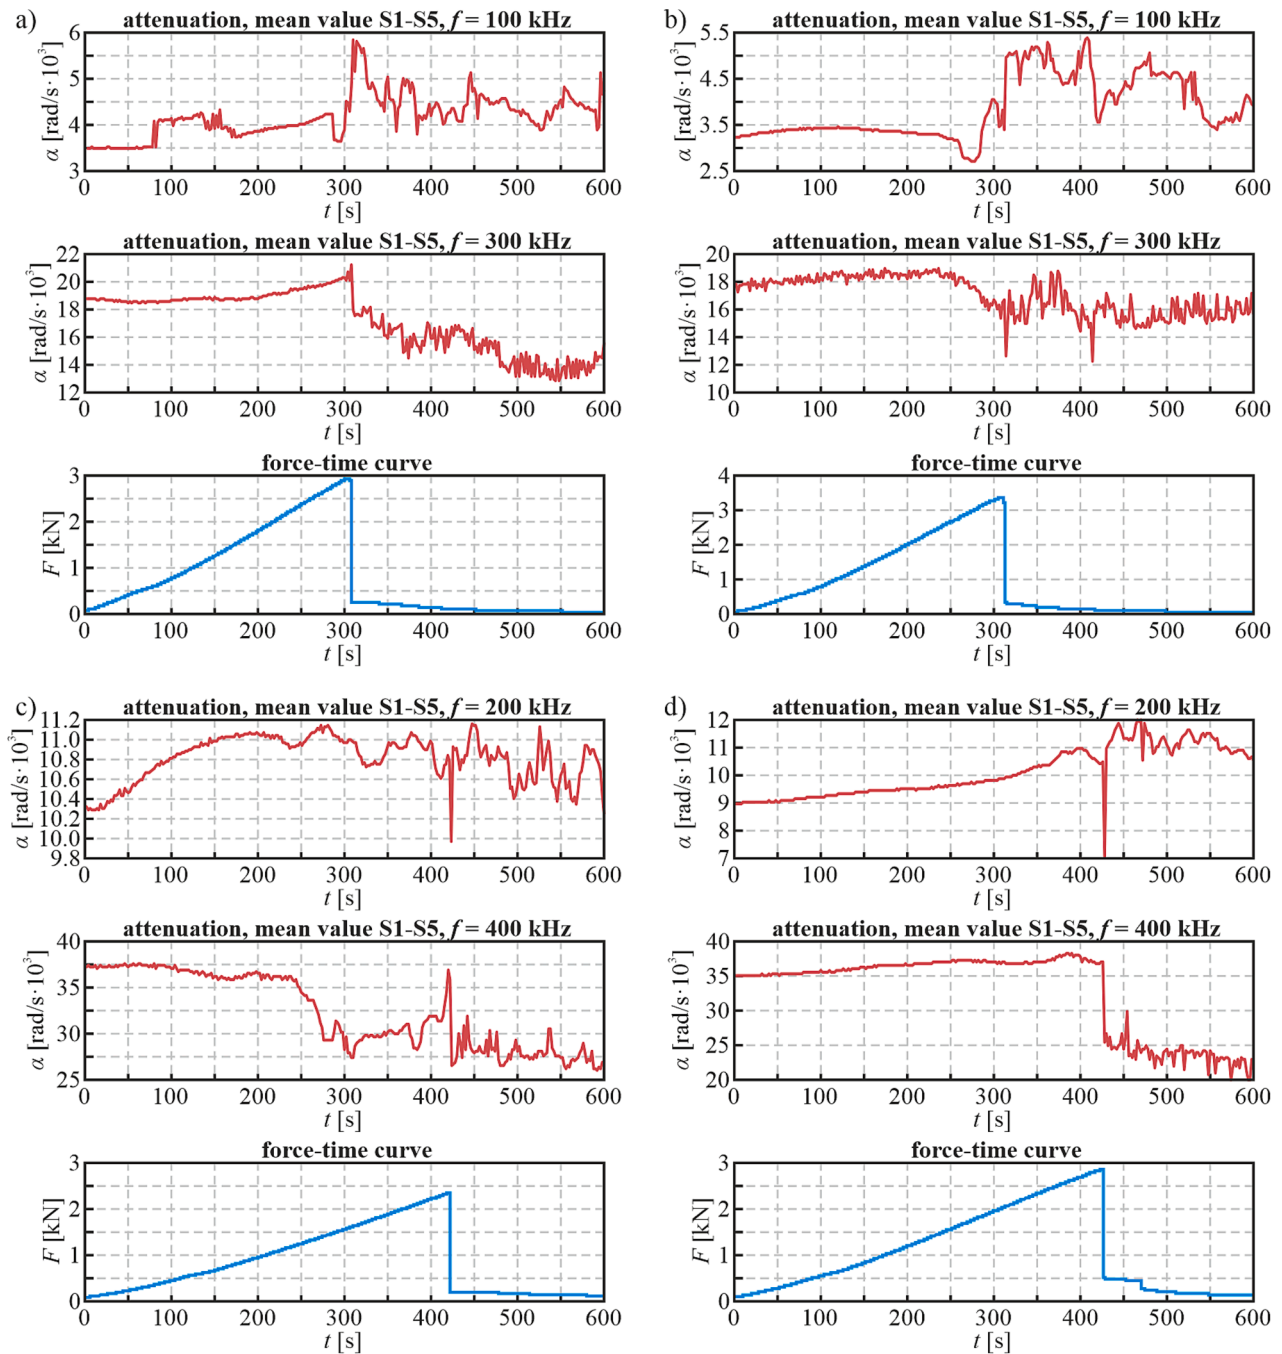 a) attenuation, mean value S1-S5, f = 100 kHz
α [rad/s·10³]
6
5
4
3
0 100 200 300 400 500 600
t [s]
attenuation, mean value S1-S5, f = 300 kHz
α [rad/s·10³]
22
20
18
16
14
12
0 100 200 300 400 500 600
t [s]
force-time curve
F [kN]
3
2
1
0
0 100 200 300 400 500 600
t [s]
b) attenuation, mean value S1-S5, f = 100 kHz
α [rad/s·10³]
5.5
4.5
3.5
2.5
0 100 200 300 400 500 600
t [s]
attenuation, mean value S1-S5, f = 300 kHz
α [rad/s·10³]
20
18
16
14
12
10
0 100 200 300 400 500 600
t [s]
force-time curve
F [kN]
4
3
2
1
0
0 100 200 300 400 500 600
t [s]
c) attenuation, mean value S1-S5, f = 200 kHz
α [rad/s·10³]
11.2
11.0
10.8
10.6
10.4
10.2
10.0
9.8
0 100 200 300 400 500 600
t [s]
attenuation, mean value S1-S5, f = 400 kHz
α [rad/s·10³]
40
35
30
25
0 100 200 300 400 500 600
t [s]
force-time curve
F [kN]
3
2
1
0
0 100 200 300 400 500 600
t [s]
d) attenuation, mean value S1-S5, f = 200 kHz
α [rad/s·10³]
12
11
10
9
8
7
0 100 200 300 400 500 600
t [s]
attenuation, mean value S1-S5, f = 400 kHz
α [rad/s·10³]
40
35
30
25
20
0 100 200 300 400 500 600
t [s]
force-time curve
F [kN]
3
2
1
0
0 100 200 300 400 500 600
t [s]